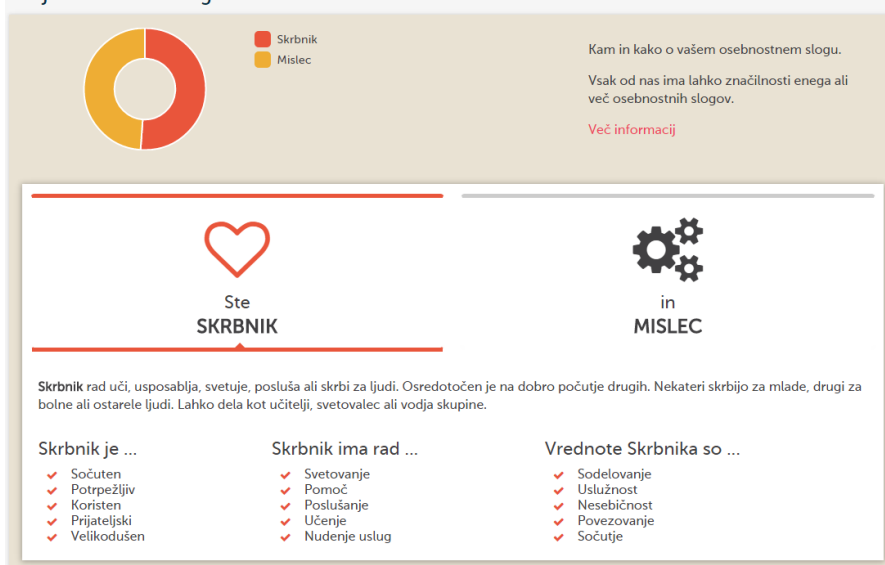 Skrbnik
Mislec
Kam in kako o vašem osebnostnem slogu.
Vsak od nas ima lahko značilnosti enega ali
več osebnostnih slogov.
Več informacij
Ste
SKRBNIK
in
MISLEC
Skrbnik rad uči, usposablja, svetuje, posluša ali skrbi za ljudi. Osredotočen je na dobro počutje drugih. Nekateri skrbijo za mlade, drugi za
bolne ali ostarele ljudi. Lahko dela kot učitelji, svetovalec ali vodja skupine.
Skrbnik je ...
Sočuten
Potrpežljiv
Koristen
Prijateljski
Velikodušen
Skrbnik ima rad ...
Svetovanje
Pomoč
Poslušanje
Učenje
Nudenje uslug
Vrednote Skrbnika so ...
Sodelovanje
Uslužnost
Nesebičnost
Povezovanje
Sočutje